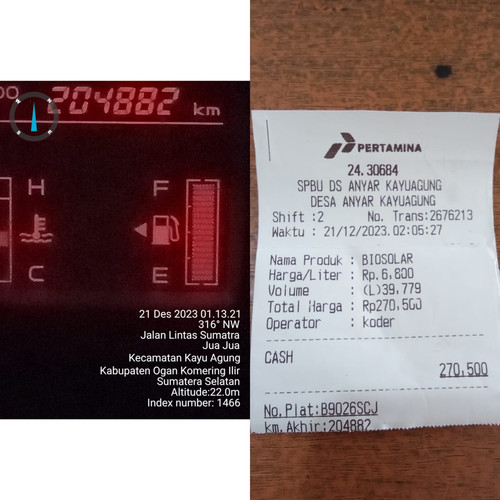 DO
204882 km
H
C
F
E
21 Des 2023 01.13.21
316° NW
Jalan Lintas Sumatra
Jua Jua
Kecamatan Kayu Agung
Kabupaten Ogan Komering Ilir
Sumatera Selatan
Altitude:22.0m
Index number: 1466
PERTAMINA
24.30684
SPBU DS ANYAR KAYUAGUNG
DESA ANYAR KAYUAGUNG
Shift :2 No. Trans:2676213
Waktu : 21/12/2023.02:05:27
Nama Produk : BIOSOLAR
Harga/Liter : Rp.6,800
Volume : (L)39,779
Total Harga : Rp270,500
Operator : koder
CASH
270,500
No.Plat:B9026SCJ
km.Akhir:204882